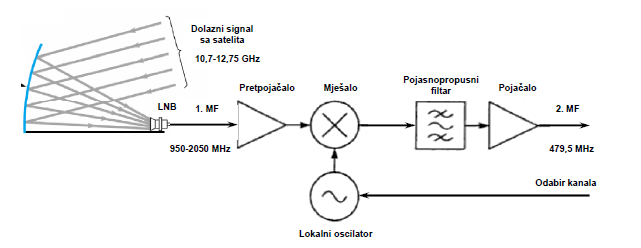 Dolazni signal
sa satelita
10,7-12,75 GHz
LNB
1. MF
950-2050 MHz
Pretpojačalo
Mješalo
Pojasnopropusni
filtar
Pojačalo
2. MF
479,5 MHz
Odabir kanala
Lokalni oscilator